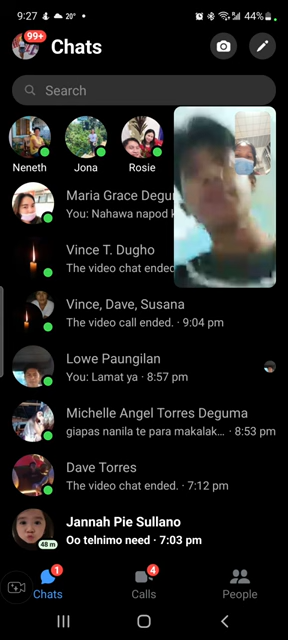 9:27 20° 44%
99+
Chats
Search
Neneth Jona Rosie
Maria Grace Degu
You: Nahawa napod
Vince T. Dugho
The video chat ended
Vince, Dave, Susana
The video call ended. · 9:04 pm
Lowe Paungilan
You: Lamat ya · 8:57 pm
Michelle Angel Torres Deguma
giapas nanila te para makalak... · 8:53 pm
Dave Torres
The video chat ended. · 7:12 pm
Jannah Pie Sullano
Oo telnimo need · 7:03 pm
48 m
1 4
Chats Calls People